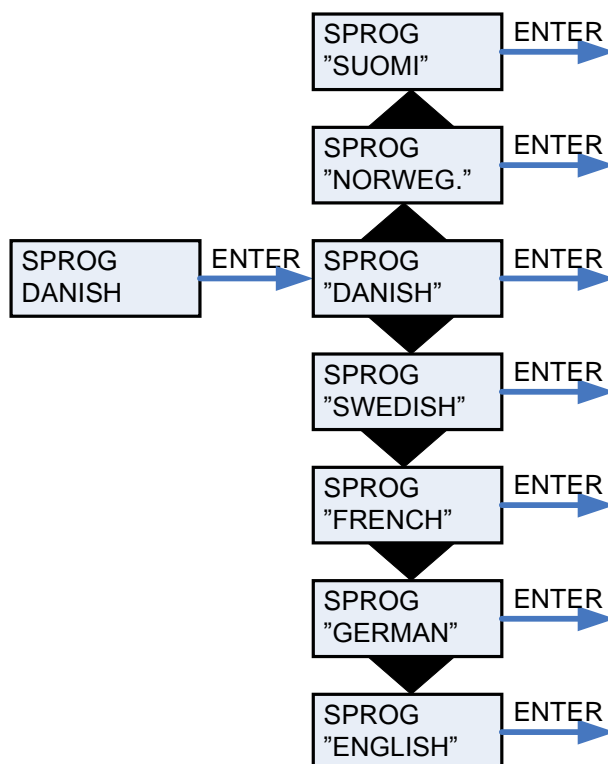 SPROG
"SUOMI"
ENTER
SPROG
"NORWEG."
ENTER
SPROG
DANISH
ENTER
SPROG
"DANISH"
ENTER
SPROG
"SWEDISH"
ENTER
SPROG
"FRENCH"
ENTER
SPROG
"GERMAN"
ENTER
SPROG
"ENGLISH"
ENTER